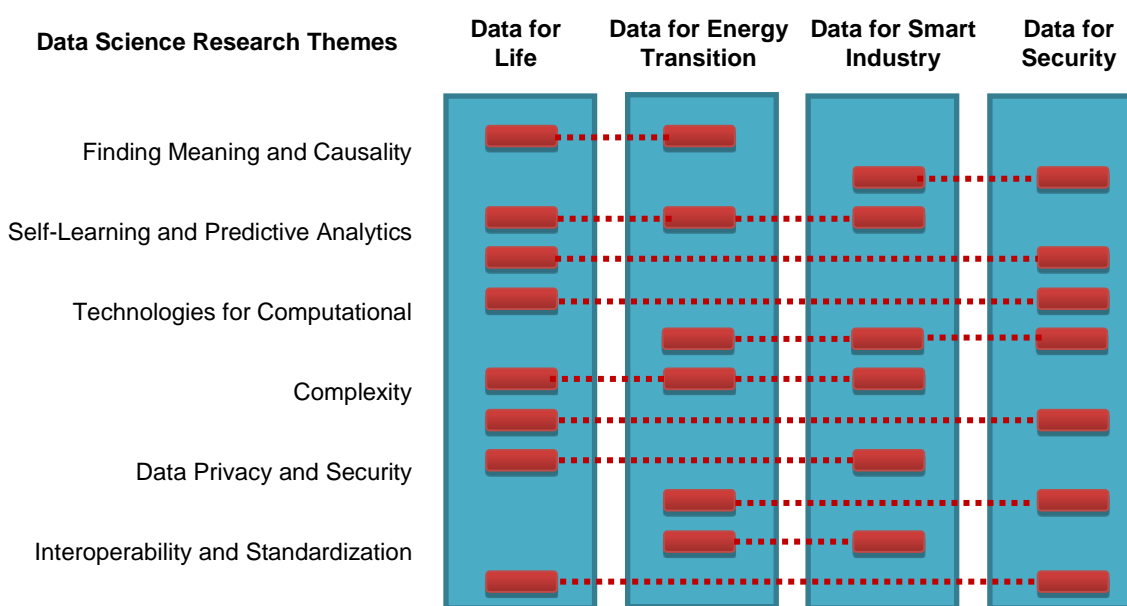 Data Science Research Themes
Data for
Life
Data for Energy
Transition
Data for Smart
Industry
Data for
Security
Finding Meaning and Causality
Self-Learning and Predictive Analytics
Technologies for Computational
Complexity
Data Privacy and Security
Interoperability and Standardization